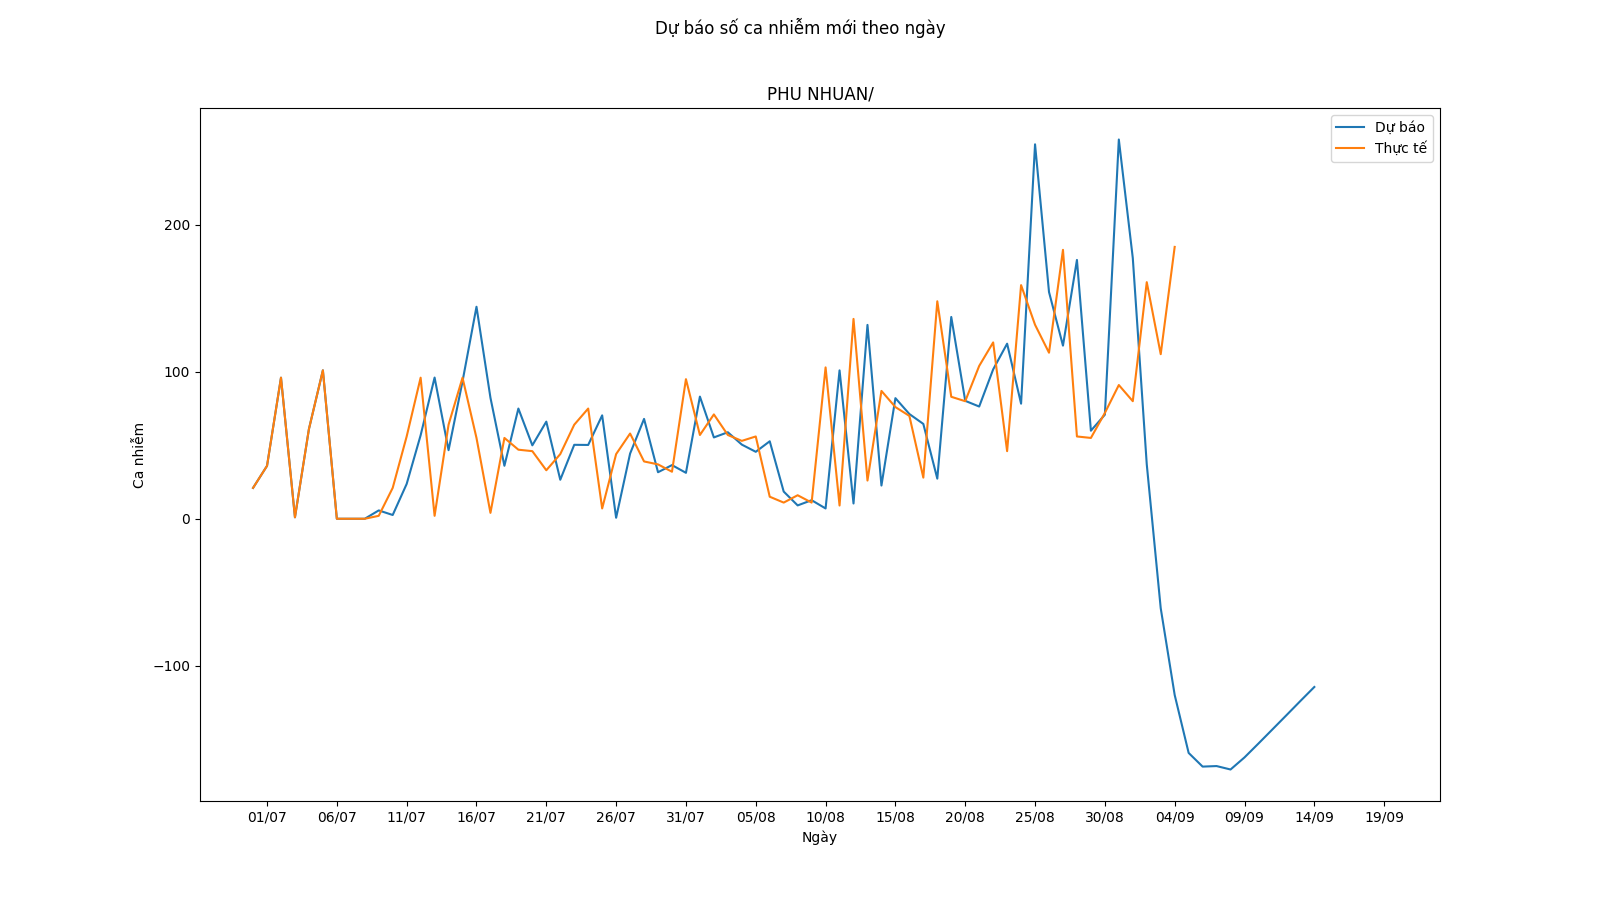 Dự báo số ca nhiễm mới theo ngày
PHU NHUAN/
Dự báo
Thực tế
Ca nhiễm
200
100
0
−100
01/07 06/07 11/07 16/07 21/07 26/07 31/07 05/08 10/08 15/08 20/08 25/08 30/08 04/09 09/09 14/09 19/09
Ngày